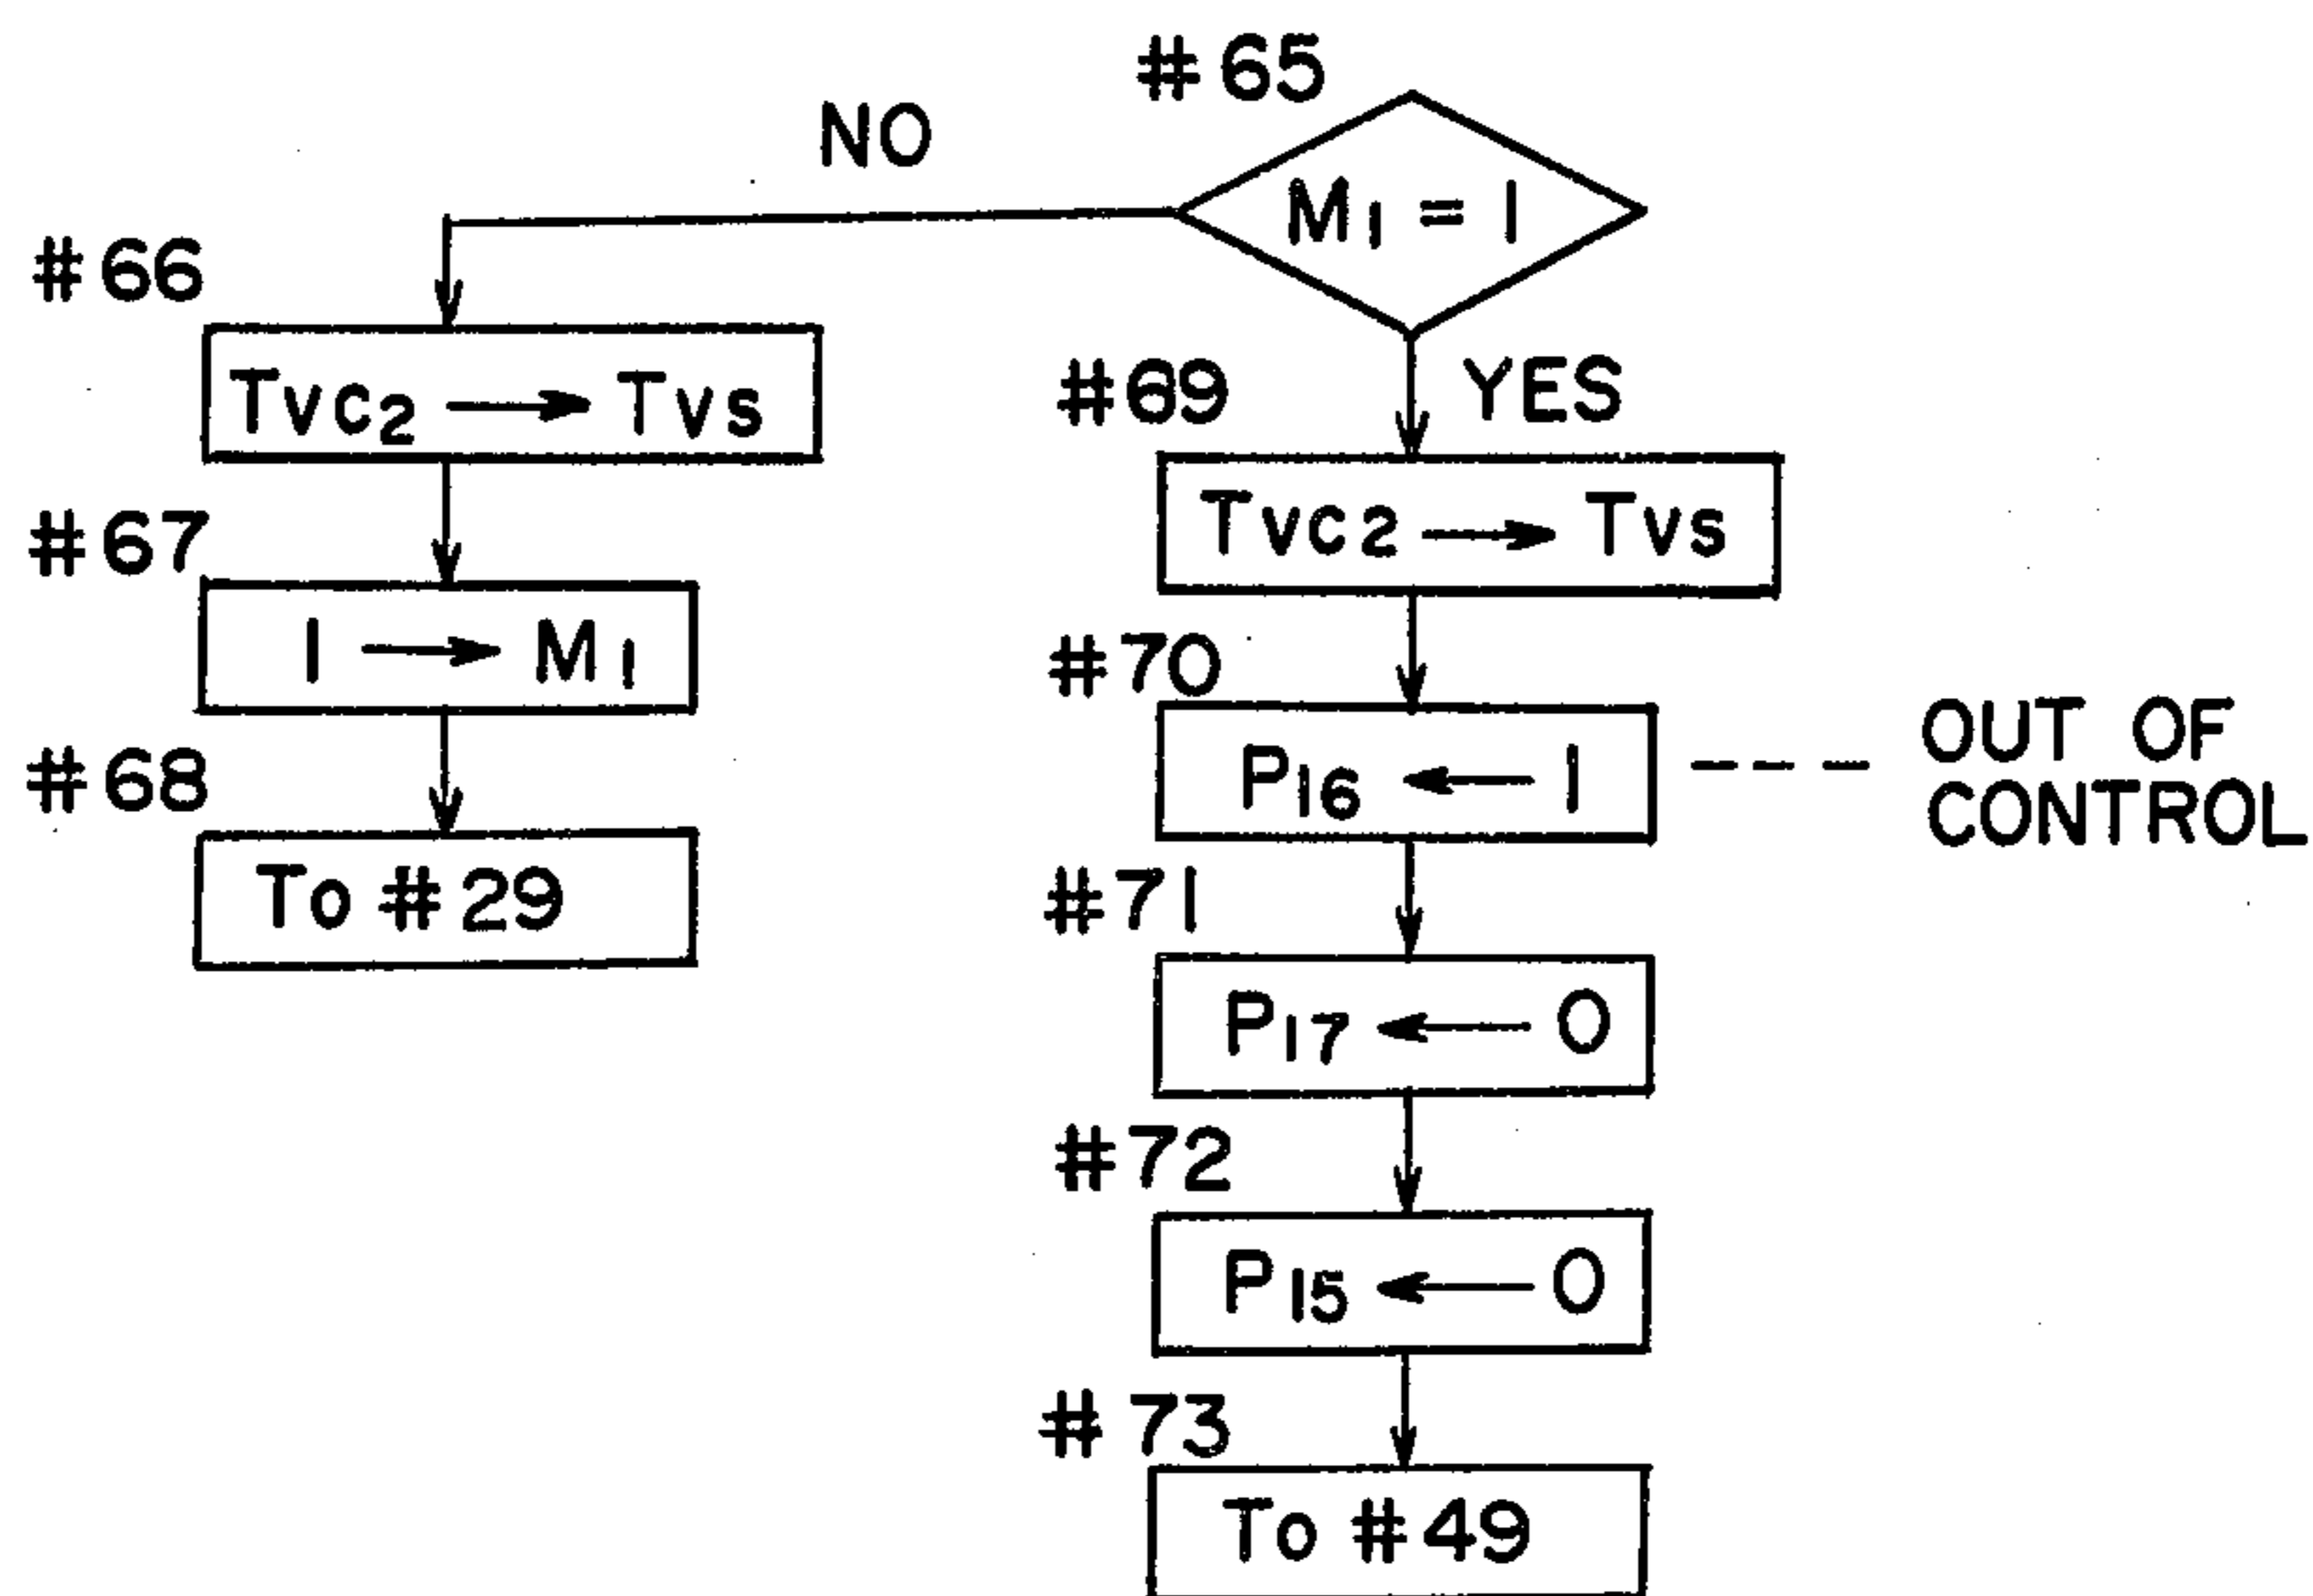 #65
M₁ = 1
NO
YES
#66
Tvc₂ → Tvs
#67
1 → M₁
#68
To #29
#69
Tvc₂ → Tvs
#70
P₁₆ ← 1
--- OUT OF
CONTROL
#71
P₁₇ ← 0
#72
P₁₅ ← 0
#73
To #49